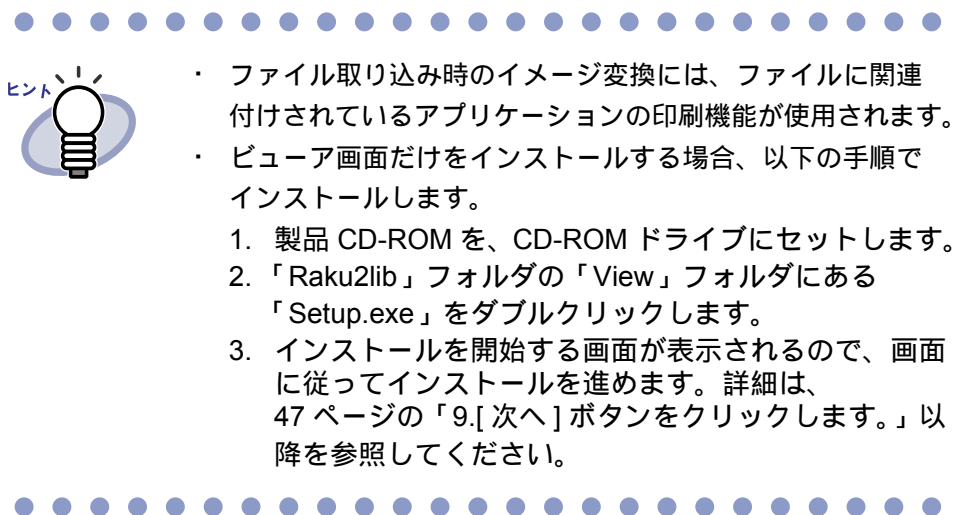 ヒント
・ ファイル取り込み時のイメージ変換には、ファイルに関連
付けされているアプリケーションの印刷機能が使用されます。
・ ビューア画面だけをインストールする場合、以下の手順で
インストールします。
1. 製品 CD-ROM を、CD-ROM ドライブにセットします。
2. 「Raku2lib」フォルダの「View」フォルダにある
「Setup.exe」をダブルクリックします。
3. インストールを開始する画面が表示されるので、画面
に従ってインストールを進めます。詳細は、
47 ページの「9.[ 次へ ] ボタンをクリックします。」以
降を参照してください。